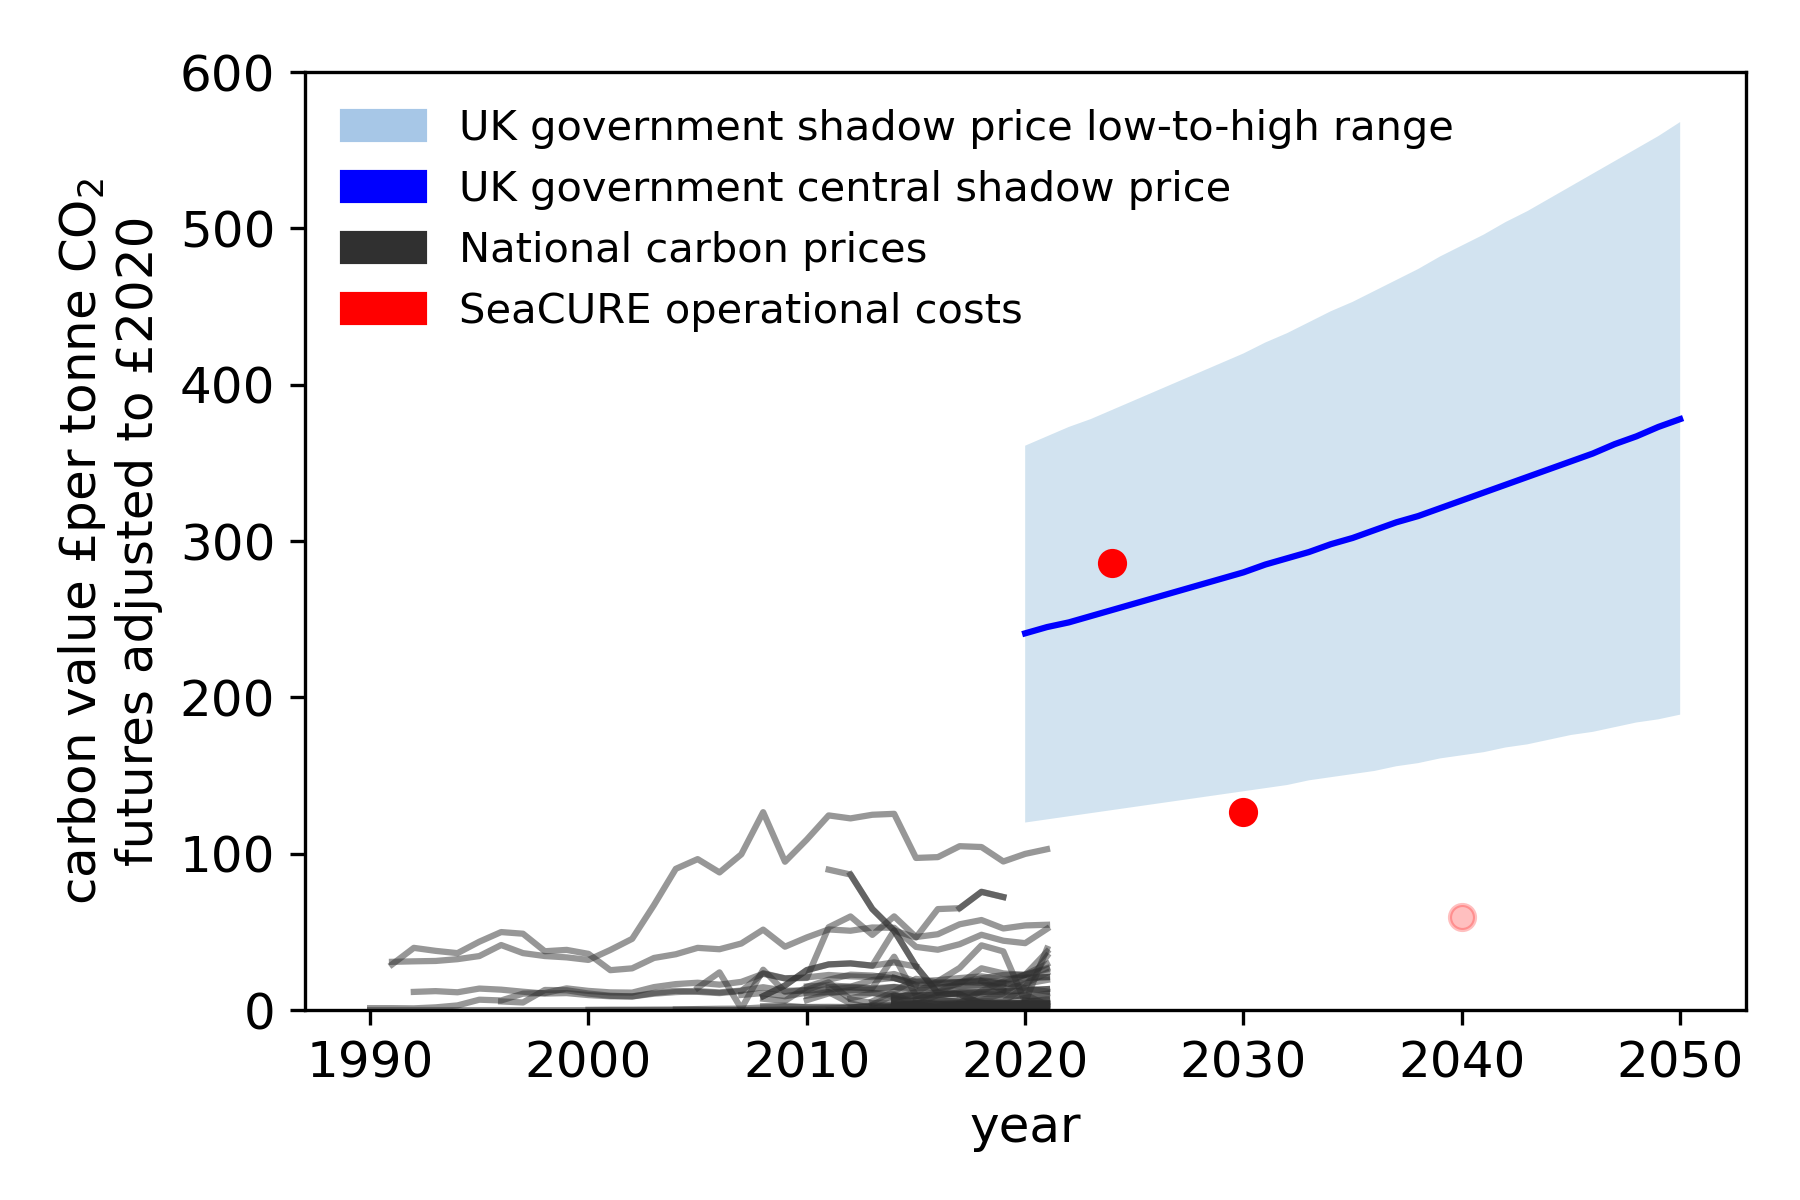 600
500
400
300
200
100
0
carbon value £per tonne CO₂
futures adjusted to £2020
UK government shadow price low-to-high range
UK government central shadow price
National carbon prices
SeaCURE operational costs
1990 2000 2010 2020 2030 2040 2050
year